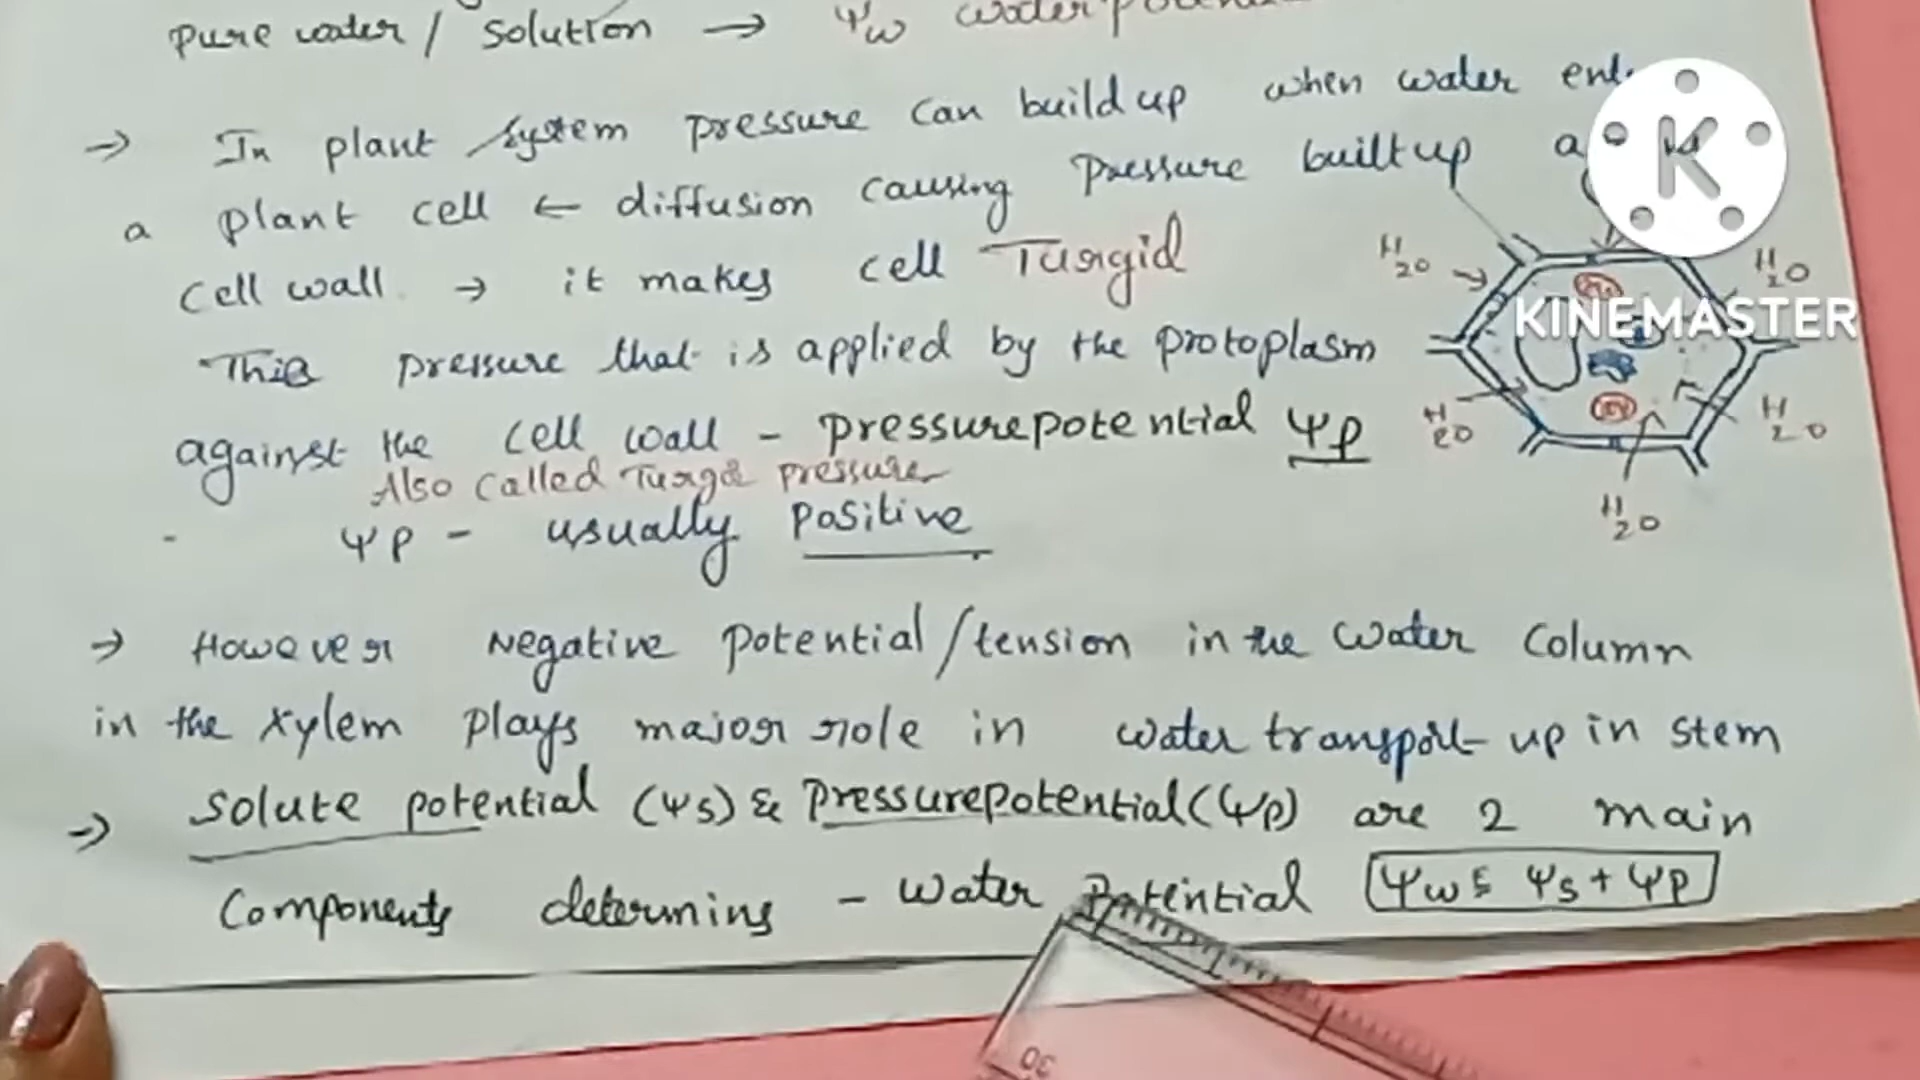 Pure water / solution → Ψw water
→ In plant system pressure can build up when water
a plant cell ← diffusion causing pressure built up
cell wall → it makes cell Turgid
This pressure that is applied by the protoplasm
against the cell wall - pressure potential Ψp
Also called Turgor pressure
Ψp - usually positive
→ However Negative potential/tension in the water column
in the xylem plays major role in water transport up in stem
→ solute potential (Ψs) & Pressure potential (Ψp) are 2 main
components determins - water potential Ψw = Ψs + Ψp
H2O
H2O
H2O
H2O
H2O
K
KINEMASTER
30